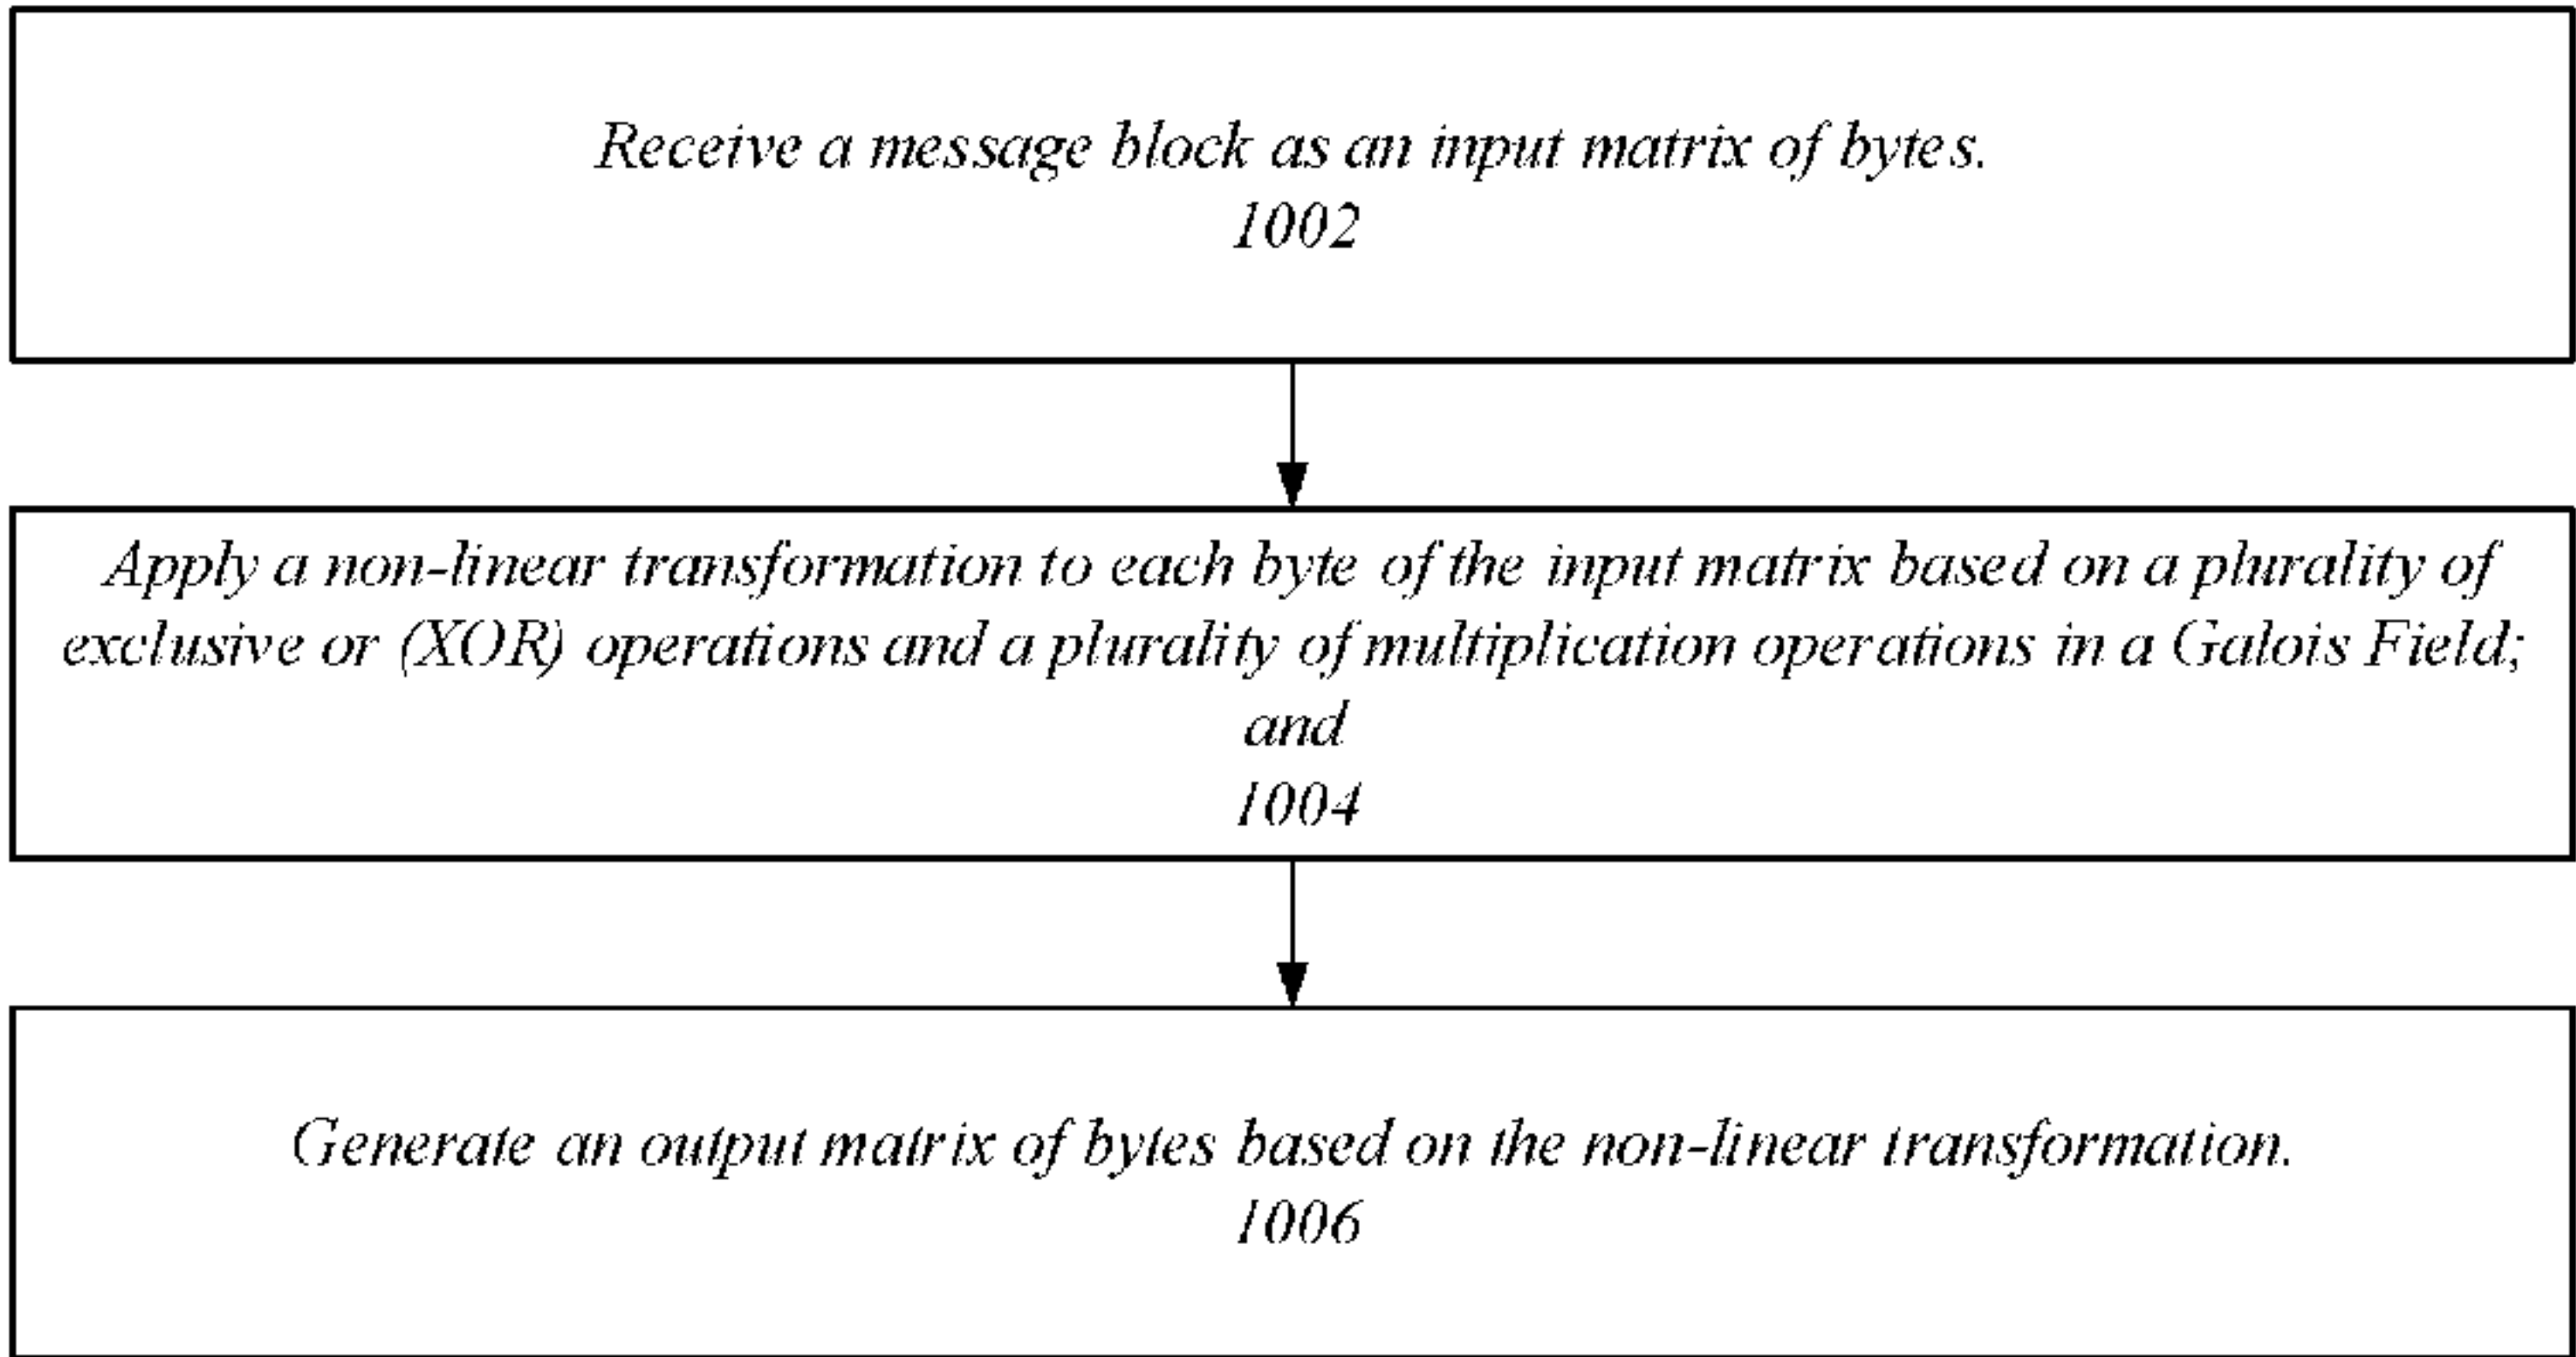 Receive a message block as an input matrix of bytes.
1002
Apply a non-linear transformation to each byte of the input matrix based on a plurality of
exclusive or (XOR) operations and a plurality of multiplication operations in a Galois Field;
and
1004
Generate an output matrix of bytes based on the non-linear transformation.
1006